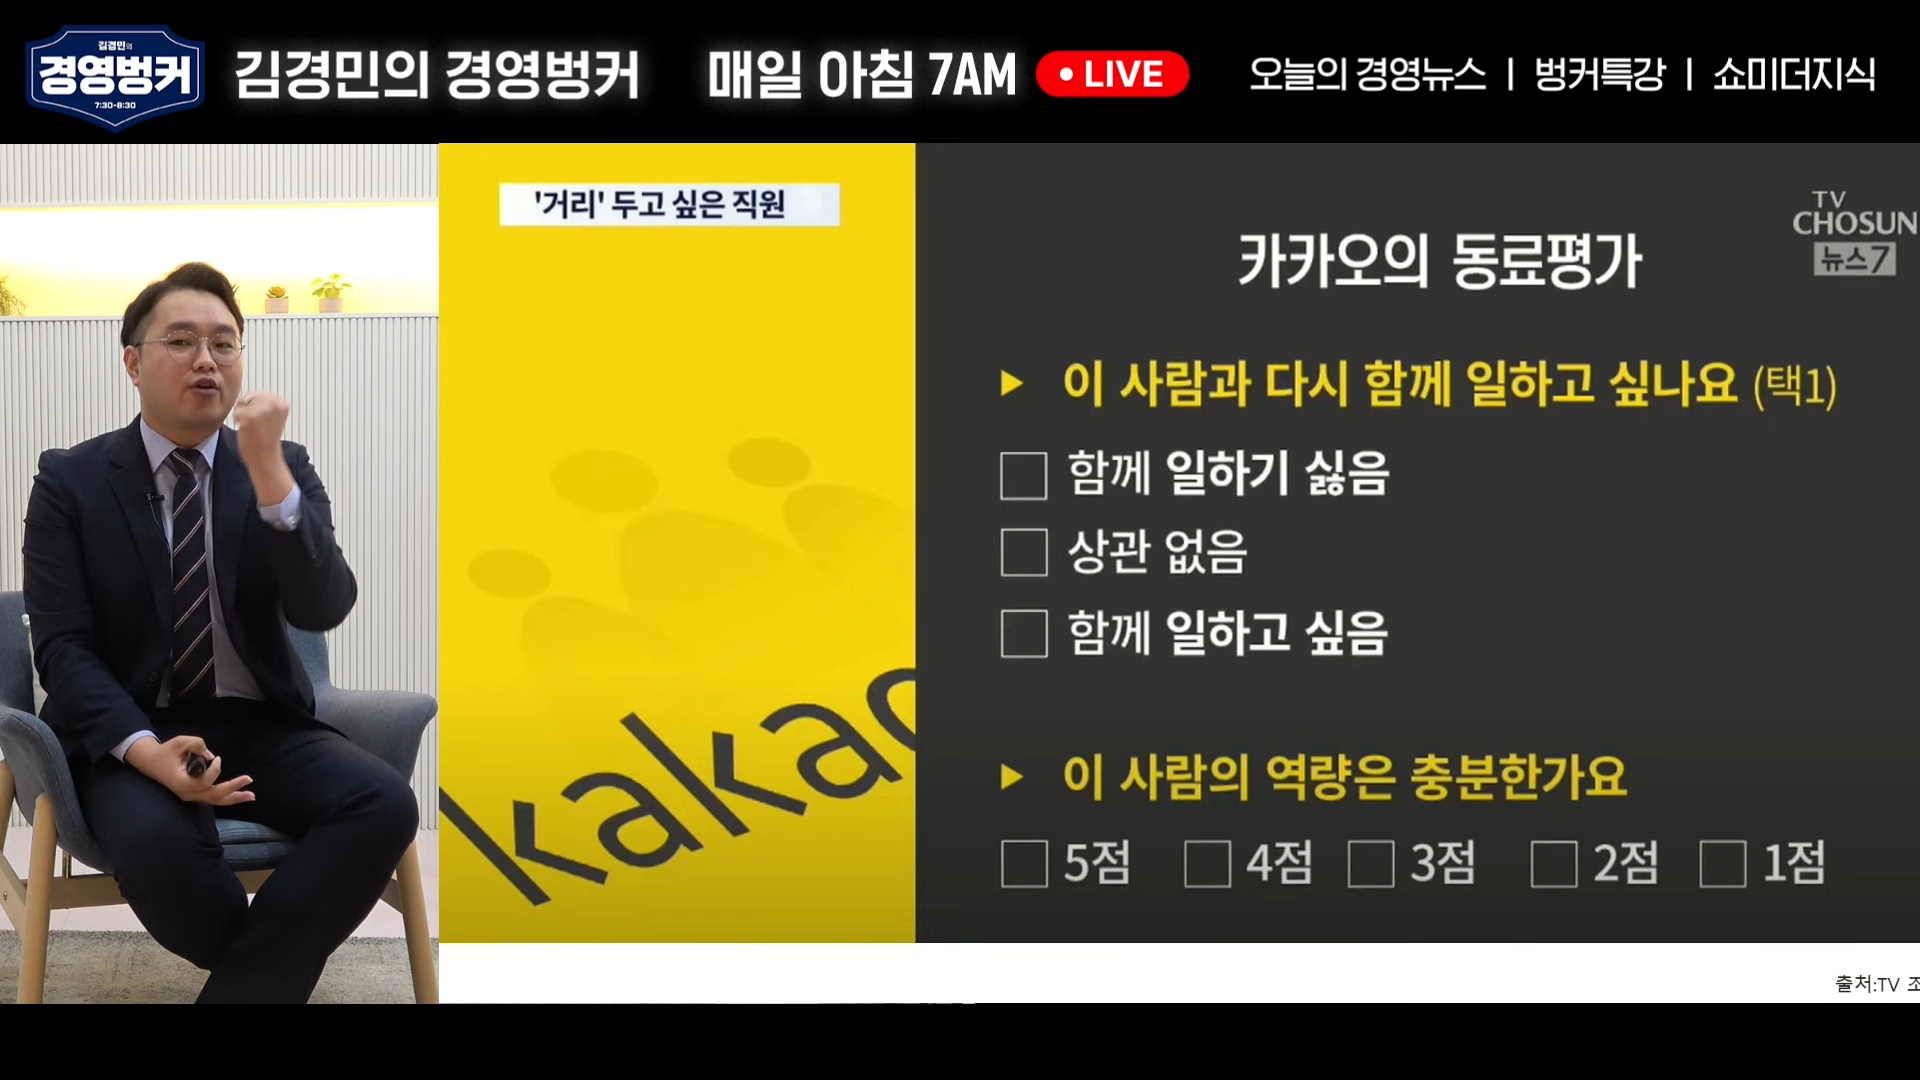 김경민의
경영벙커
7:30-8:30
김경민의 경영벙커 매일 아침 7AM • LIVE 오늘의 경영뉴스 | 벙커특강 | 쇼미더지식
'거리' 두고 싶은 직원
kakao
TV
CHOSUN
뉴스7
카카오의 동료평가
▶ 이 사람과 다시 함께 일하고 싶나요 (택1)
□ 함께 일하기 싫음
□ 상관 없음
□ 함께 일하고 싶음
▶ 이 사람의 역량은 충분한가요
□ 5점 □ 4점 □ 3점 □ 2점 □ 1점
출처:TV 조